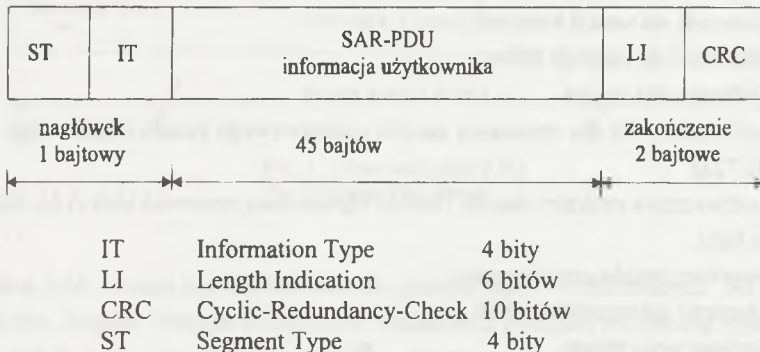 ST IT SAR-PDU informacja użytkownika LI CRC
nagłówek 1 bajtowy 45 bajtów zakończenie 2 bajtowe
IT Information Type 4 bity
LI Length Indication 6 bitów
CRC Cyclic-Redundancy-Check 10 bitów
ST Segment Type 4 bity